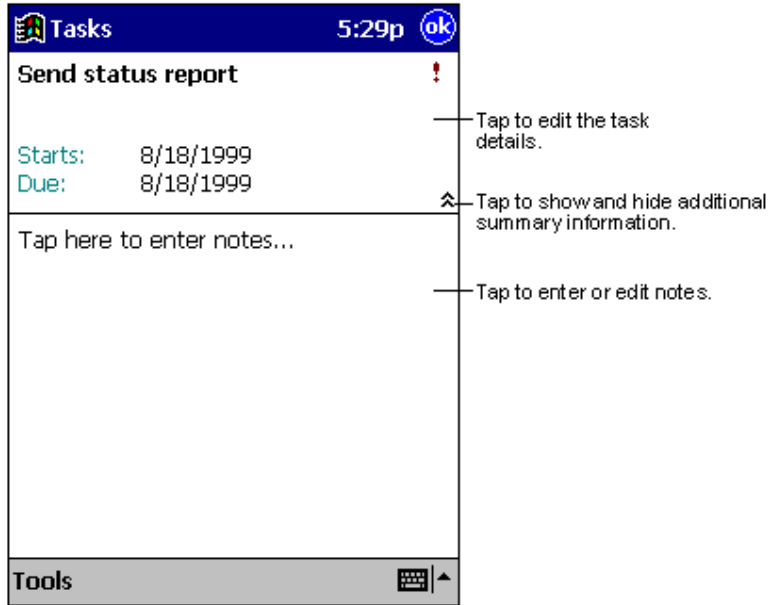 Tasks 5:29p ok
Send status report !
Tap to edit the task
details.
Starts: 8/18/1999
Due: 8/18/1999
Tap to show and hide additional
summary information.
Tap here to enter notes...
Tap to enter or edit notes.
Tools